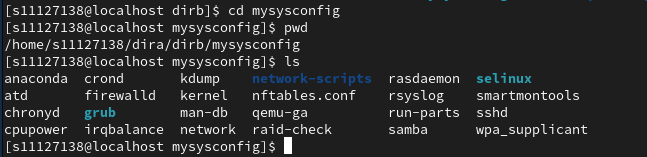 [s11127138@localhost dirb]$ cd mysysconfig
[s11127138@localhost mysysconfig]$ pwd
/home/s11127138/dira/dirb/mysysconfig
[s11127138@localhost mysysconfig]$ ls
anaconda crond kdump network-scripts rasdaemon selinux
atd firewalld kernel nftables.conf rsyslog smartmontools
chronyd grub man-db qemu-ga run-parts sshd
cpupower irqbalance network raid-check samba wpa_supplicant
[s11127138@localhost mysysconfig]$